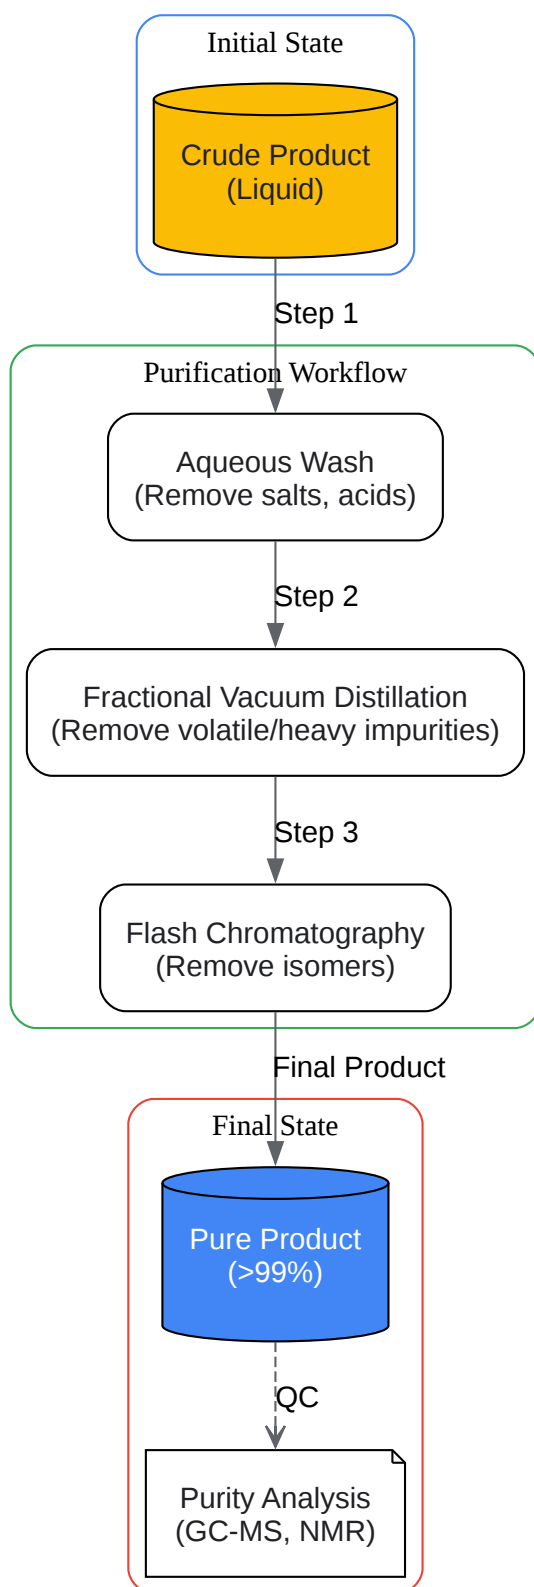 Initial State
Crude Product
(Liquid)
Step 1
Purification Workflow
Aqueous Wash
(Remove salts, acids)
Step 2
Fractional Vacuum Distillation
(Remove volatile/heavy impurities)
Step 3
Flash Chromatography
(Remove isomers)
Final Product
Final State
Pure Product
(>99%)
QC
Purity Analysis
(GC-MS, NMR)